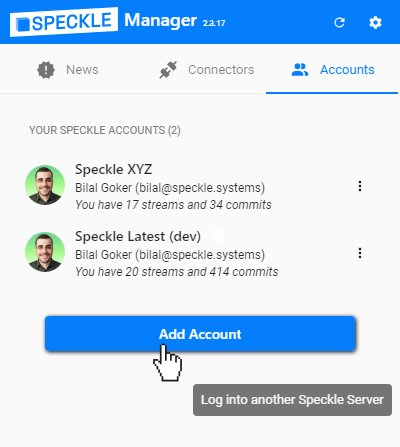 SPECKLE Manager 2.3.17
News Connectors Accounts
YOUR SPECKLE ACCOUNTS (2)
Speckle XYZ
Bilal Goker (bilal@speckle.systems)
You have 17 streams and 34 commits
Speckle Latest (dev)
Bilal Goker (bilal@speckle.systems)
You have 20 streams and 414 commits
Add Account
Log into another Speckle Server